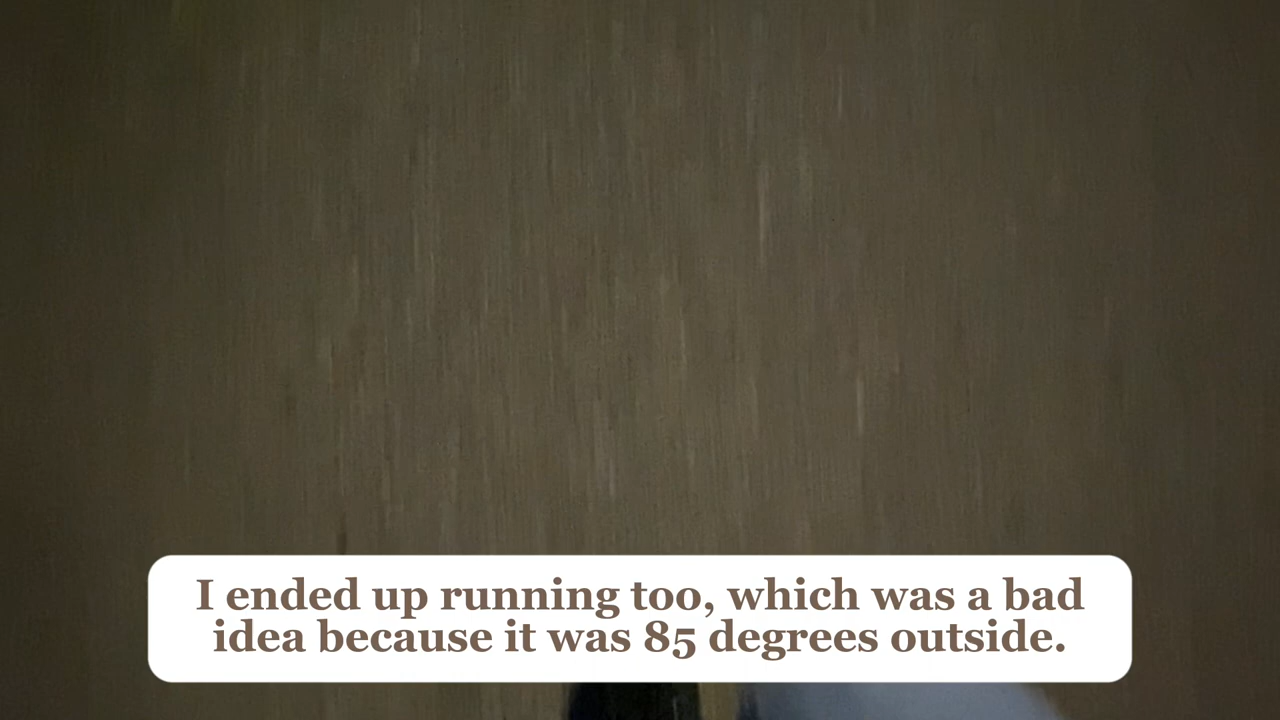 I ended up running too, which was a bad
idea because it was 85 degrees outside.